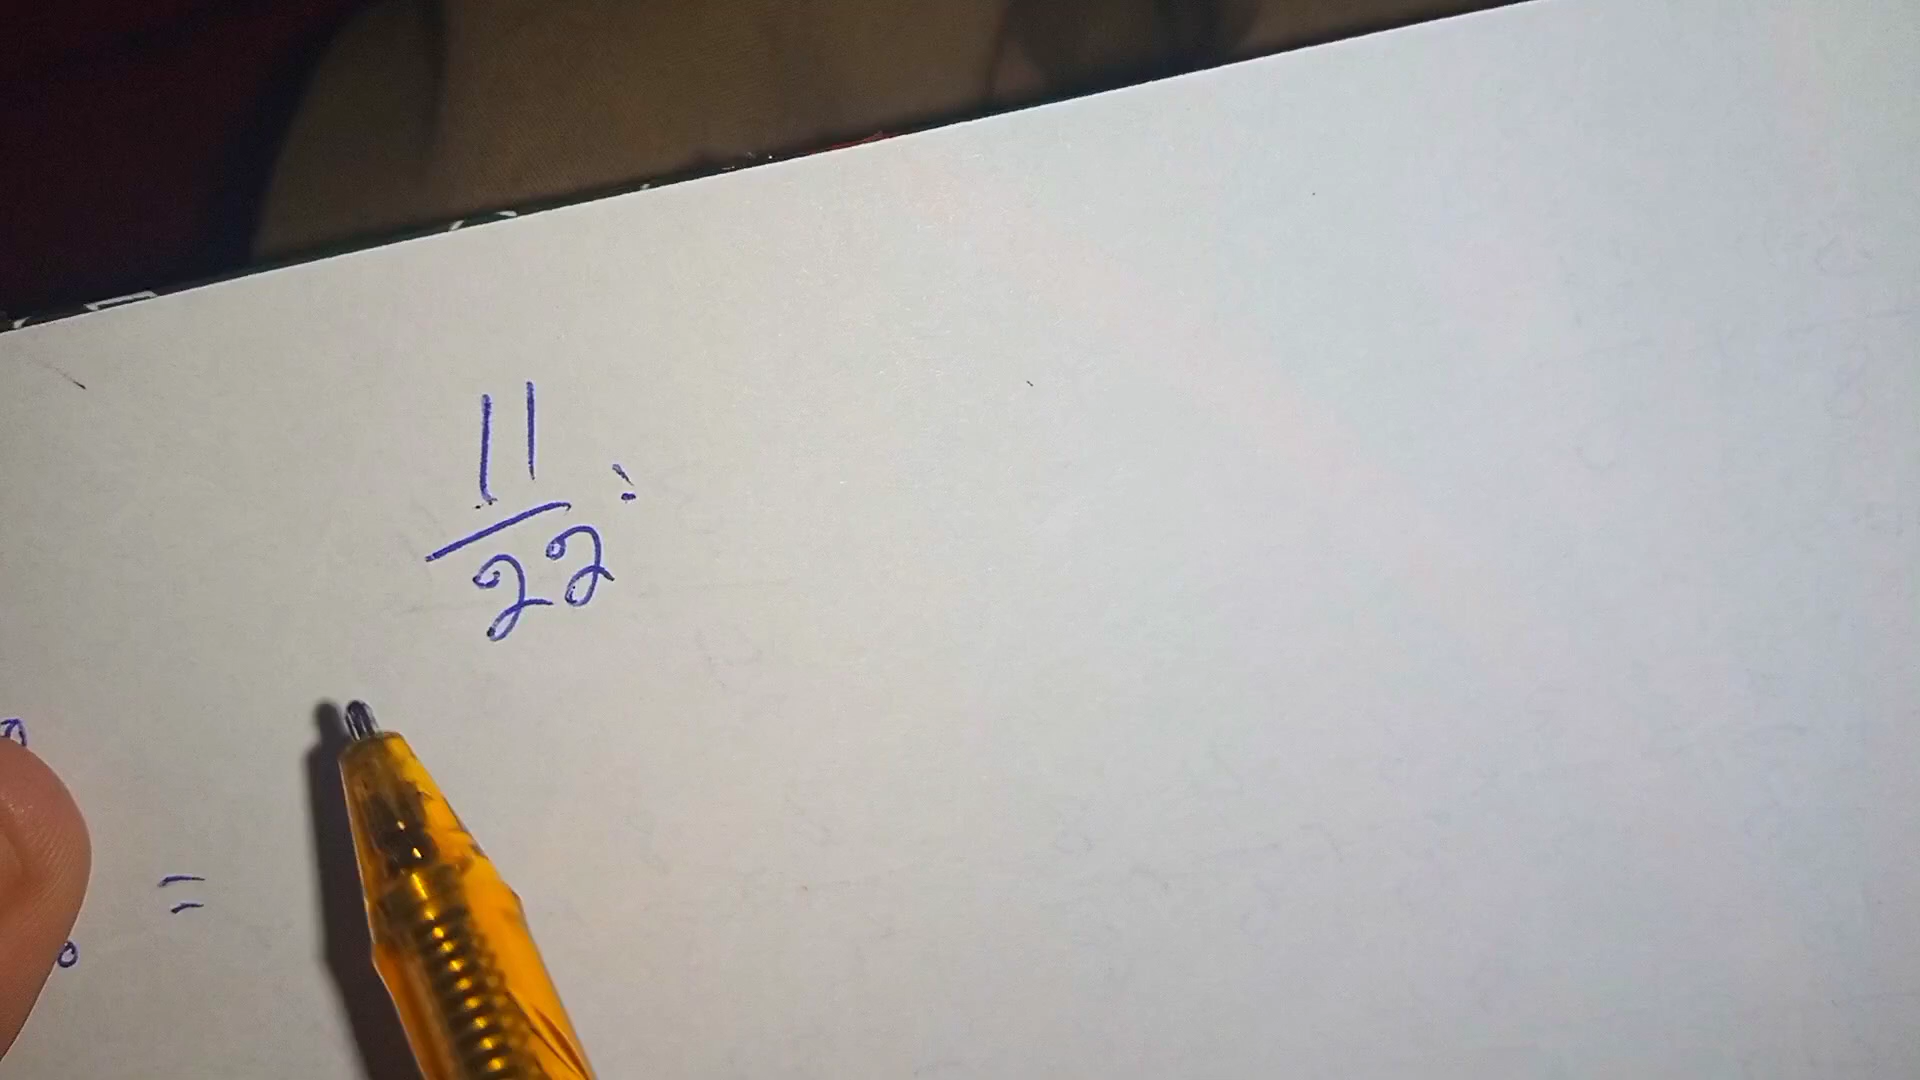 11
22 :
=